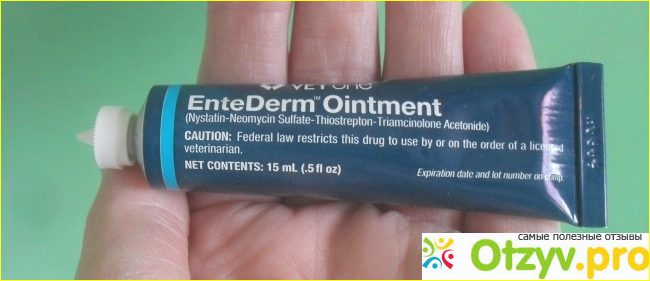 VET ONE
EnteDerm™ Ointment
(Nystatin-Neomycin Sulfate-Thiostrepton-Triamcinolone Acetonide)
CAUTION: Federal law restricts this drug to use by or on the order of a licensed
veterinarian.
NET CONTENTS: 15 mL (.5 fl oz)
Expiration date and lot number on crimp.
самые полезные отзывы
Otzyv.pro